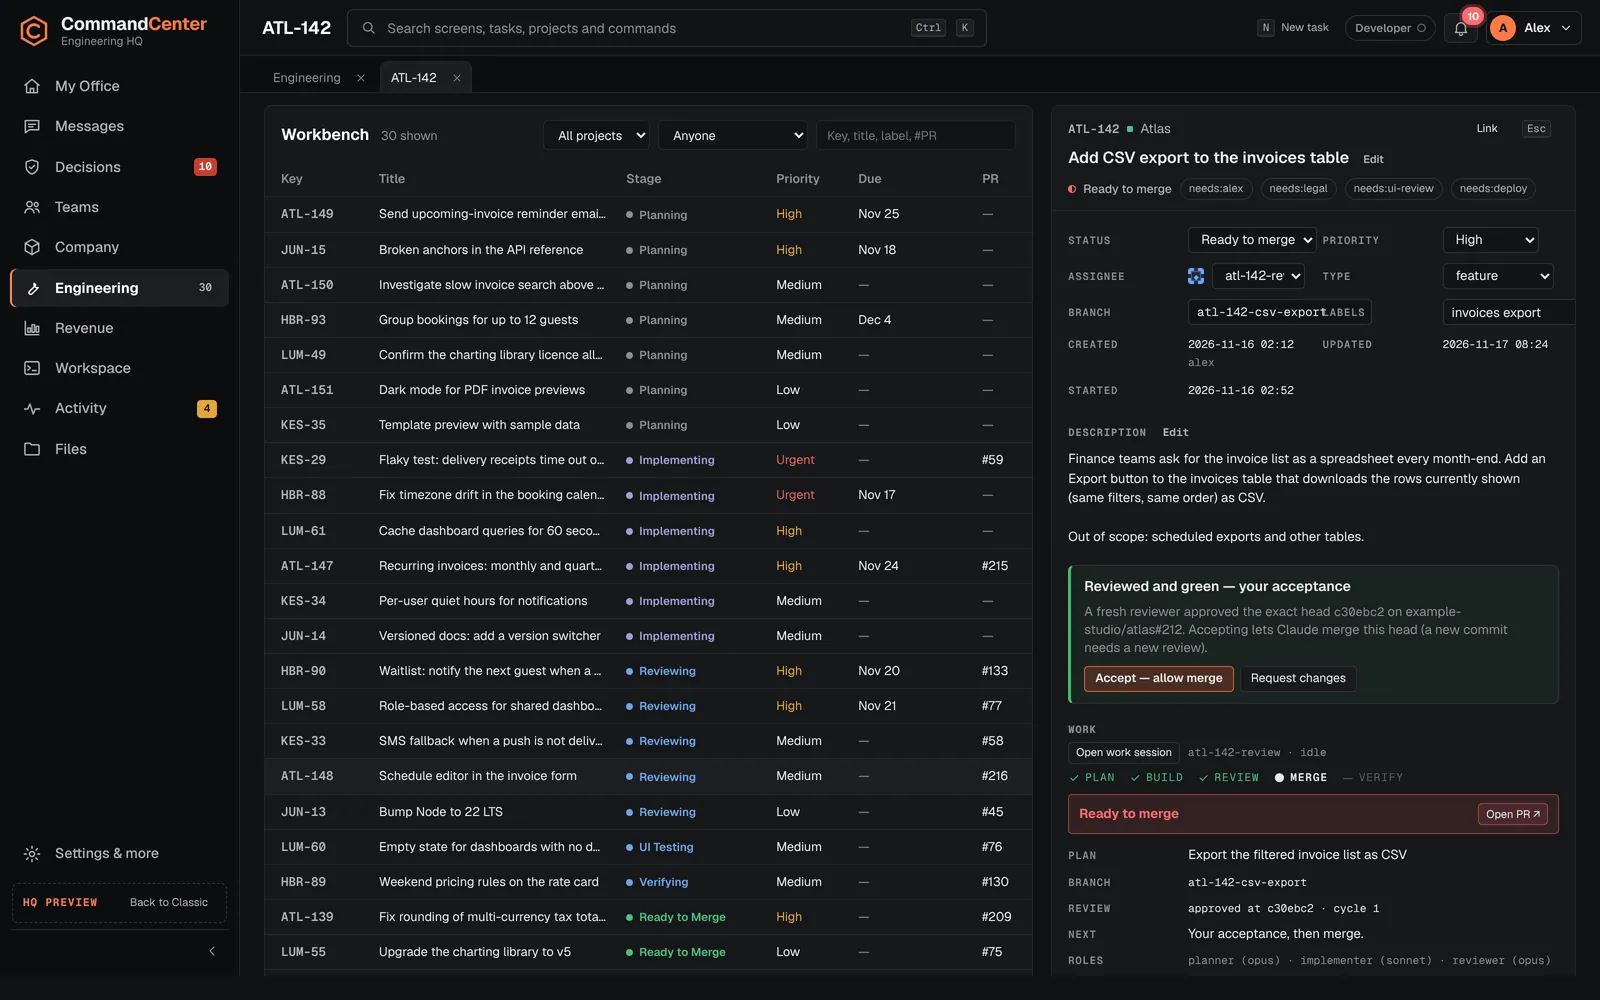 CommandCenter
Engineering HQ
My Office
Messages
Decisions 10
Teams
Company
Engineering 30
Revenue
Workspace
Activity 4
Files
Settings & more
HQ PREVIEW Back to Classic
ATL-142
Search screens, tasks, projects and commands Ctrl K
N New task
Developer
10
A Alex
Engineering ×
ATL-142 ×
Workbench 30 shown
All projects
Anyone
Key, title, label, #PR
Key Title Stage Priority Due PR
ATL-149 Send upcoming-invoice reminder emai... Planning High Nov 25 —
JUN-15 Broken anchors in the API reference Planning High Nov 18 —
ATL-150 Investigate slow invoice search above ... Planning Medium — —
HBR-93 Group bookings for up to 12 guests Planning Medium Dec 4 —
LUM-49 Confirm the charting library licence all... Planning Medium — —
ATL-151 Dark mode for PDF invoice previews Planning Low — —
KES-35 Template preview with sample data Planning Low — —
KES-29 Flaky test: delivery receipts time out o... Implementing Urgent — #59
HBR-88 Fix timezone drift in the booking calen... Implementing Urgent Nov 17 —
LUM-61 Cache dashboard queries for 60 seco... Implementing High — —
ATL-147 Recurring invoices: monthly and quart... Implementing High Nov 24 #215
KES-34 Per-user quiet hours for notifications Implementing Medium — —
JUN-14 Versioned docs: add a version switcher Implementing Medium — —
HBR-90 Waitlist: notify the next guest when a ... Reviewing High Nov 20 #133
LUM-58 Role-based access for shared dashbo... Reviewing High Nov 21 #77
KES-33 SMS fallback when a push is not deliv... Reviewing Medium — #58
ATL-148 Schedule editor in the invoice form Reviewing Medium — #216
JUN-13 Bump Node to 22 LTS Reviewing Low — #45
LUM-60 Empty state for dashboards with no d... UI Testing Medium — #76
HBR-89 Weekend pricing rules on the rate card Verifying Medium — #130
ATL-139 Fix rounding of multi-currency tax tota... Ready to Merge High — #209
LUM-55 Upgrade the charting library to v5 Ready to Merge Low — #75
ATL-142 Atlas Link Esc
Add CSV export to the invoices table Edit
Ready to merge needs:alex needs:legal needs:ui-review needs:deploy
STATUS Ready to merge PRIORITY High
ASSIGNEE atl-142-re TYPE feature
BRANCH atl-142-csv-export LABELS invoices export
CREATED 2026-11-16 02:12 UPDATED 2026-11-17 08:24
alex
STARTED 2026-11-16 02:52
DESCRIPTION Edit
Finance teams ask for the invoice list as a spreadsheet every month-end. Add an
Export button to the invoices table that downloads the rows currently shown
(same filters, same order) as CSV.
Out of scope: scheduled exports and other tables.
Reviewed and green — your acceptance
A fresh reviewer approved the exact head c30ebc2 on example-
studio/atlas#212. Accepting lets Claude merge this head (a new commit
needs a new review).
Accept — allow merge Request changes
WORK
Open work session atl-142-review · idle
✓ PLAN ✓ BUILD ✓ REVIEW MERGE — VERIFY
Ready to merge Open PR ↗
PLAN Export the filtered invoice list as CSV
BRANCH atl-142-csv-export
REVIEW approved at c30ebc2 · cycle 1
NEXT Your acceptance, then merge.
ROLES planner (opus) · implementer (sonnet) · reviewer (opus)